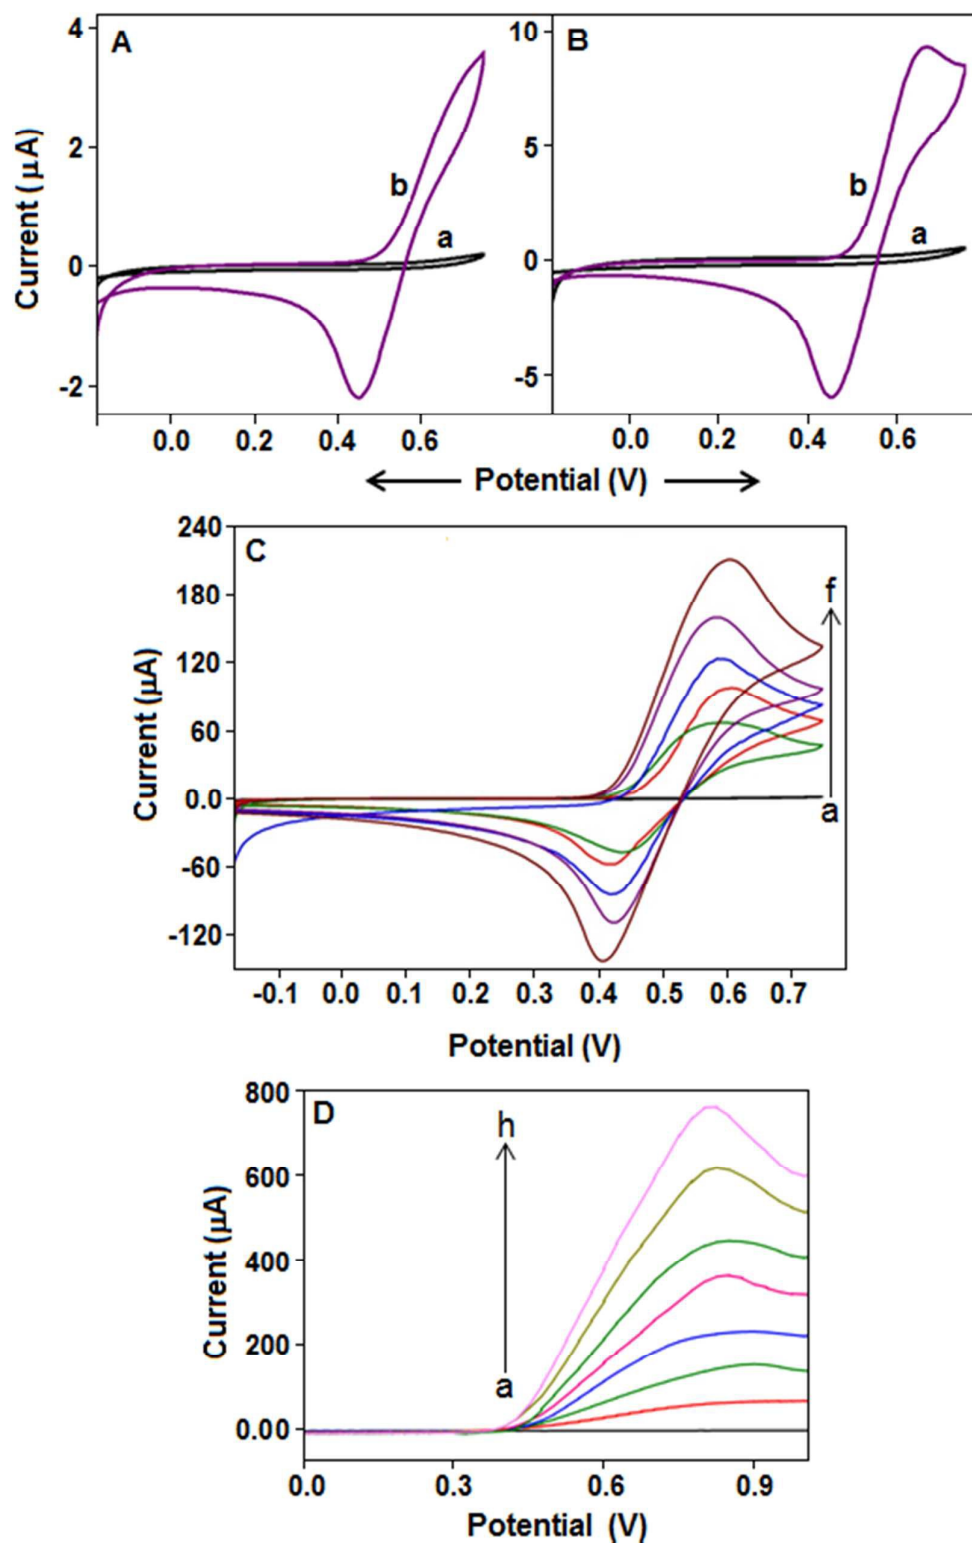 A
B
4
2
0
-2
10
5
0
-5
b
a
b
a
Current ( µA)
0.0 0.2 0.4 0.6
0.0 0.2 0.4 0.6
Potential (V)
C
240
180
120
60
0.0
-60
-120
f
a
Current (µA)
-0.1 0.0 0.1 0.2 0.3 0.4 0.5 0.6 0.7
Potential (V)
D
800
600
400
200
0.00
h
a
Current (µA)
0.0 0.3 0.6 0.9
Potential (V)